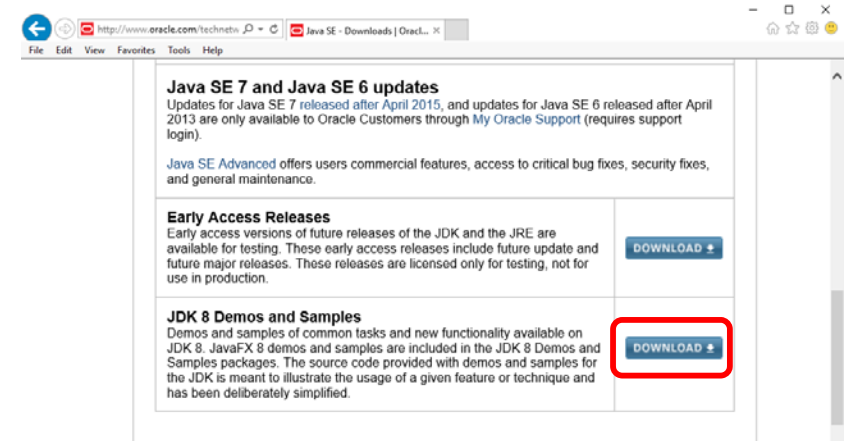 http://www.oracle.com/technetw
Java SE - Downloads | Oracl...
File Edit View Favorites Tools Help
Java SE 7 and Java SE 6 updates
Updates for Java SE 7 released after April 2015, and updates for Java SE 6 released after April
2013 are only available to Oracle Customers through My Oracle Support (requires support
login).
Java SE Advanced offers users commercial features, access to critical bug fixes, security fixes,
and general maintenance.
Early Access Releases
Early access versions of future releases of the JDK and the JRE are
available for testing. These early access releases include future update and
future major releases. These releases are licensed only for testing, not for
use in production.
DOWNLOAD
JDK 8 Demos and Samples
Demos and samples of common tasks and new functionality available on
JDK 8. JavaFX 8 demos and samples are included in the JDK 8 Demos and
Samples packages. The source code provided with demos and samples for
the JDK is meant to illustrate the usage of a given feature or technique and
has been deliberately simplified.
DOWNLOAD